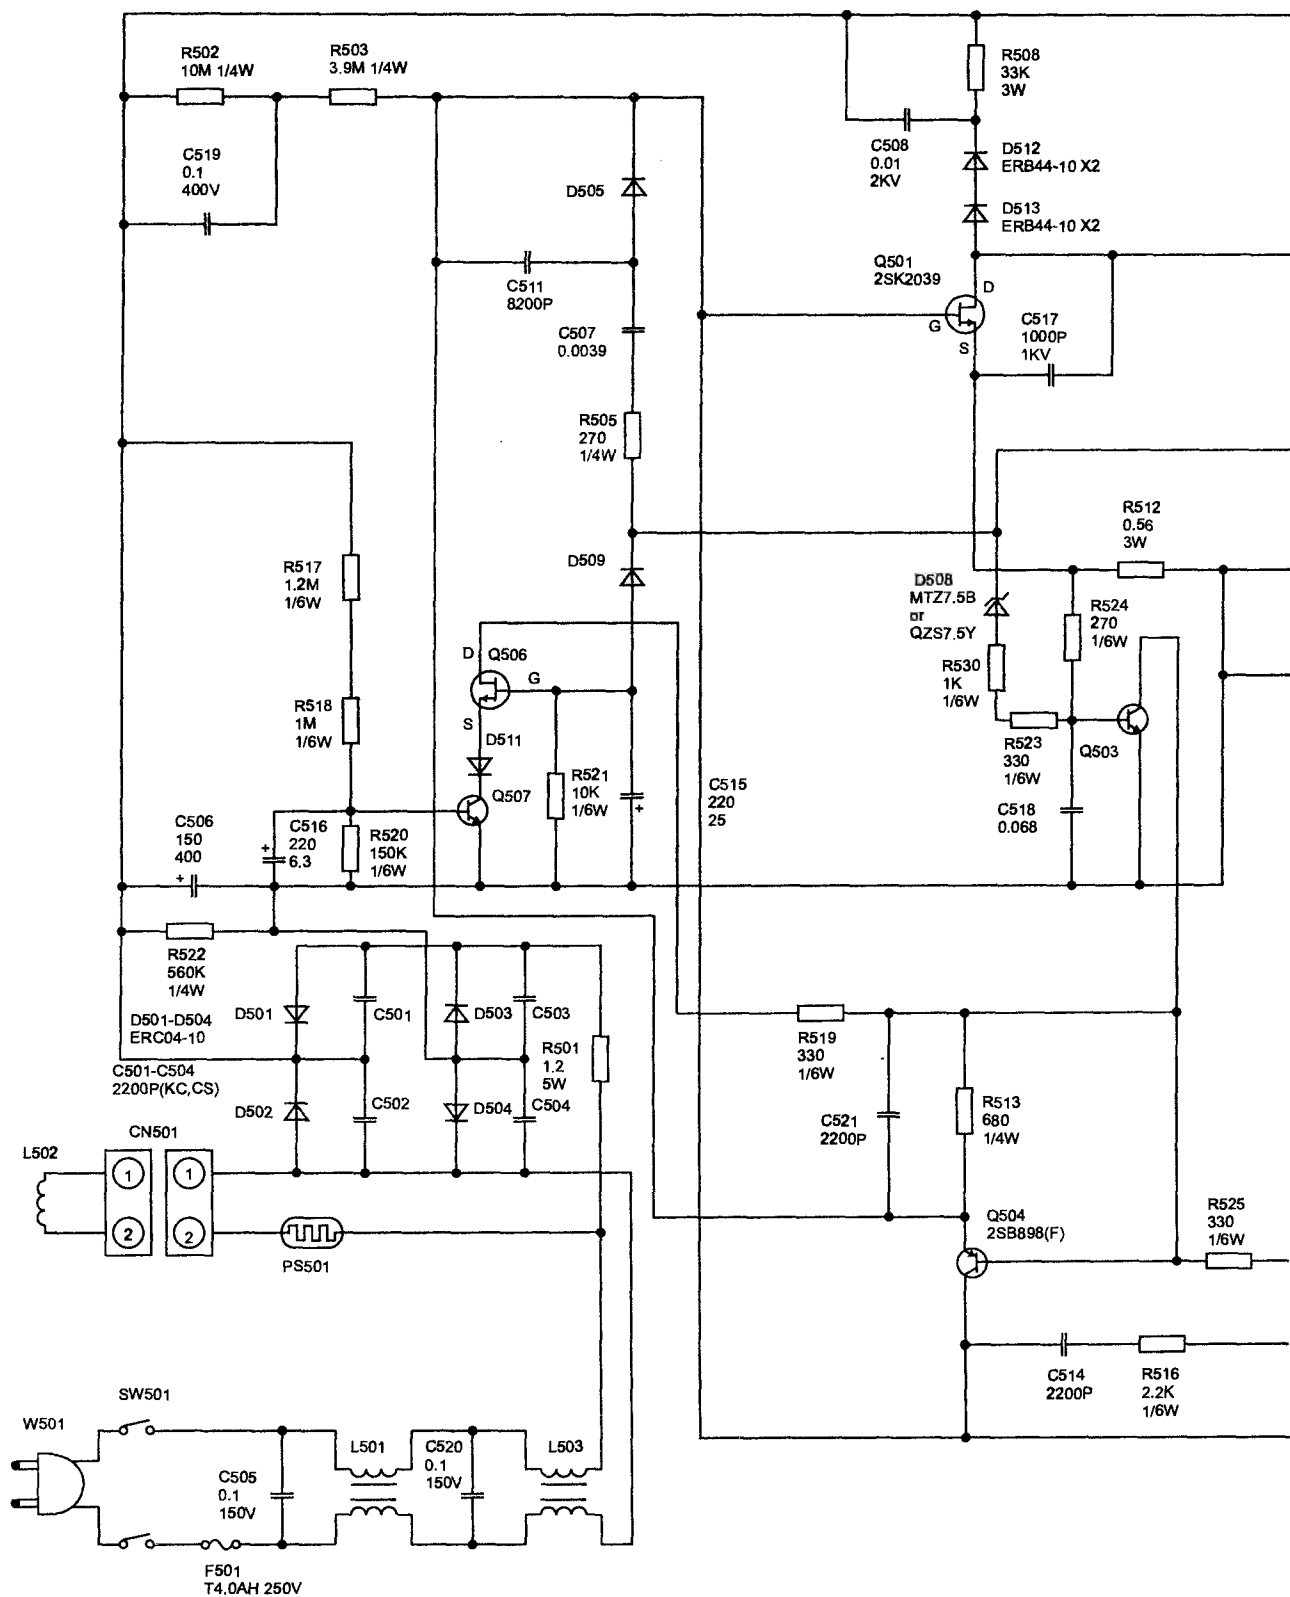 R502
10M 1/4W
R503
3.9M 1/4W
R508
33K
3W
C519
0.1
400V
C508
0.01
2KV
D512
ERB44-10 X2
D505
D513
ERB44-10 X2
Q501
2SK2039
D
G
S
C511
8200P
C507
0.0039
C517
1000P
1KV
R505
270
1/4W
R512
0.56
3W
R517
1.2M
1/6W
D509
D508
MTZ7.5B
or
QZS7.5Y
R524
270
1/6W
D
Q506
G
S
R530
1K
1/6W
R518
1M
1/6W
D511
R523
330
1/6W
Q503
Q507
R521
10K
1/6W
+
C515
220
25
C518
0.068
C506
150
400
+
C516
220
6.3
+
R520
150K
1/6W
R522
560K
1/4W
D501-D504
ERC04-10
D501
C501
D503
C503
R501
1.2
5W
R519
330
1/6W
C501-C504
2200P(KC,CS)
D502
C502
D504
C504
C521
2200P
R513
680
1/4W
CN501
L502
1
1
2
2
PS501
Q504
2SB898(F)
R525
330
1/6W
C514
2200P
R516
2.2K
1/6W
SW501
W501
C505
0.1
150V
L501
C520
0.1
150V
L503
F501
T4.0AH 250V